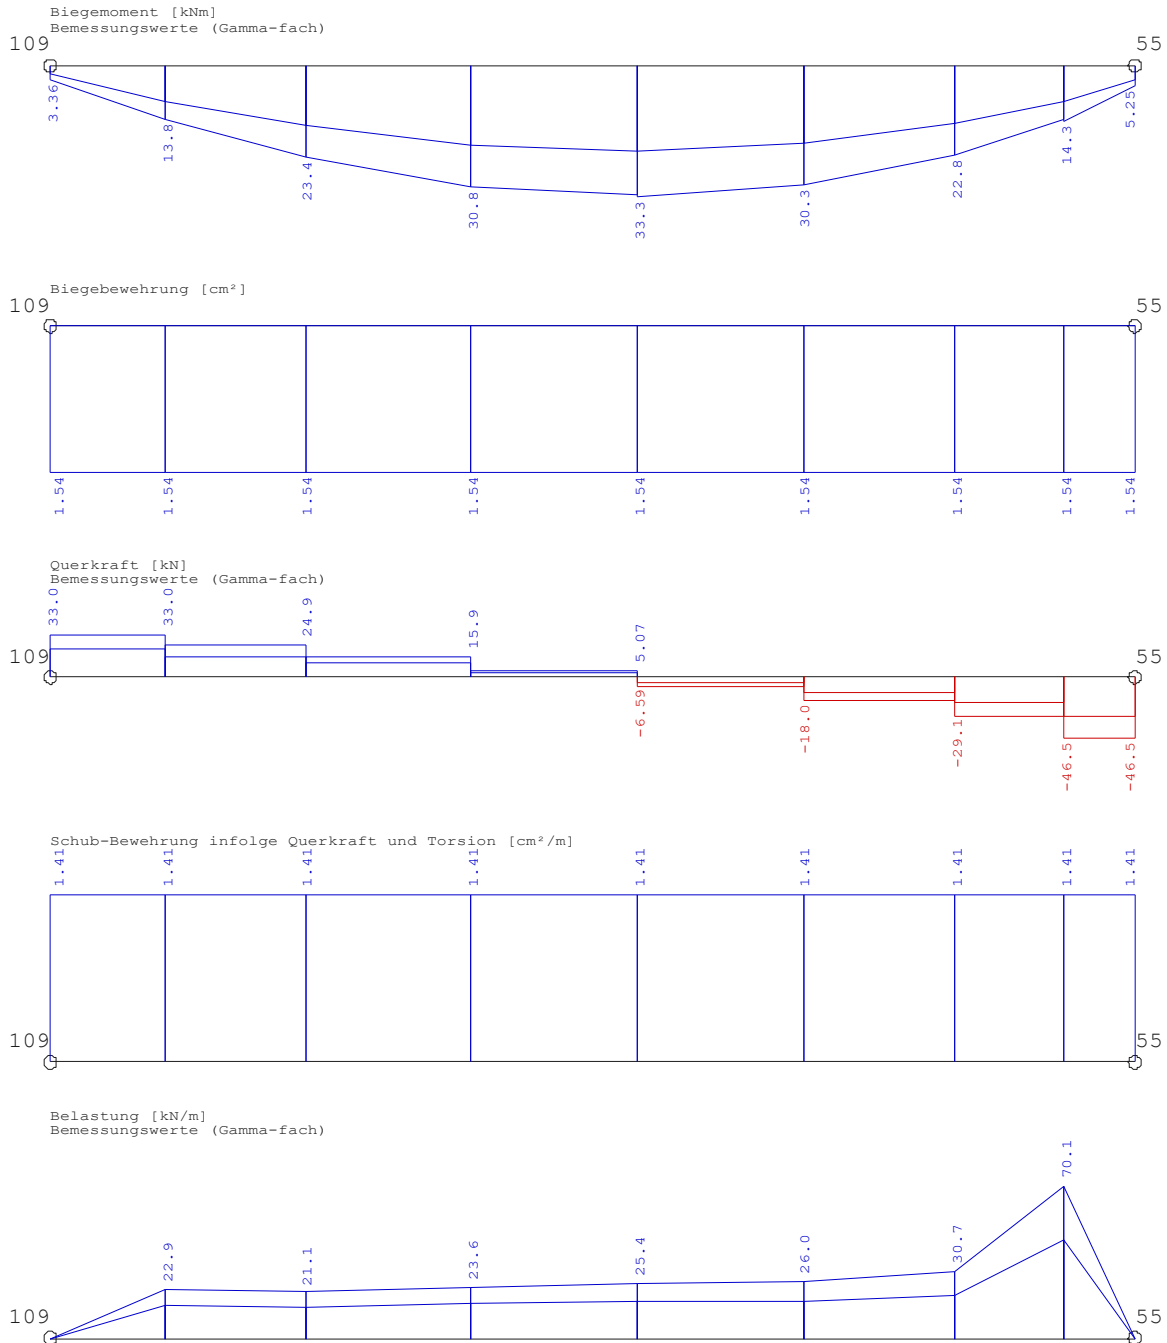 Biegemoment [kNm]
Bemessungswerte (Gamma-fach)
109 55
3.36 13.8 23.4 30.8 33.3 30.3 22.8 14.3 5.25
Biegebewehrung [cm²]
109 55
1.54 1.54 1.54 1.54 1.54 1.54 1.54 1.54 1.54
Querkraft [kN]
Bemessungswerte (Gamma-fach)
33.0 33.0 24.9 15.9 5.07
109 55
-6.59 -18.0 -29.1 -46.5 -46.5
Schub-Bewehrung infolge Querkraft und Torsion [cm²/m]
1.41 1.41 1.41 1.41 1.41 1.41 1.41 1.41 1.41
109 55
Belastung [kN/m]
Bemessungswerte (Gamma-fach)
22.9 21.1 23.6 25.4 26.0 30.7 70.1
109 55